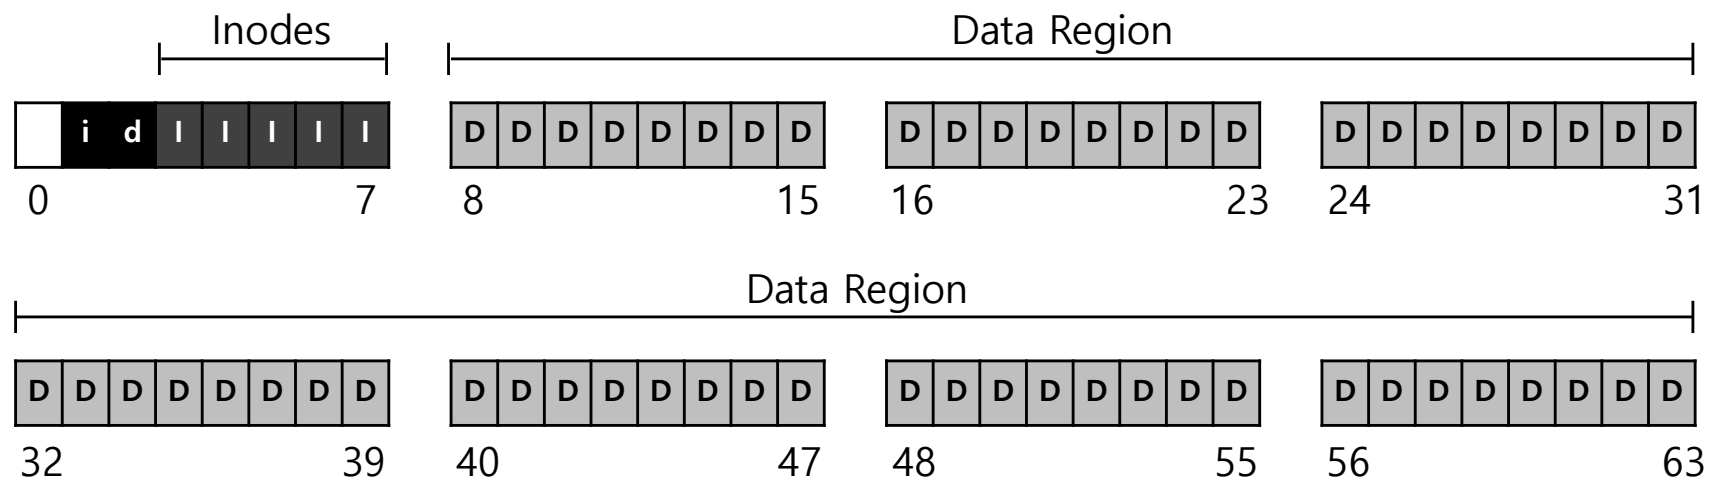 Inodes Data Region
i d I I I I I D D D D D D D D D D D D D D D D D D D D D D D D
0 7 8 15 16 23 24 31
Data Region
D D D D D D D D D D D D D D D D D D D D D D D D D D D D D D D D
32 39 40 47 48 55 56 63